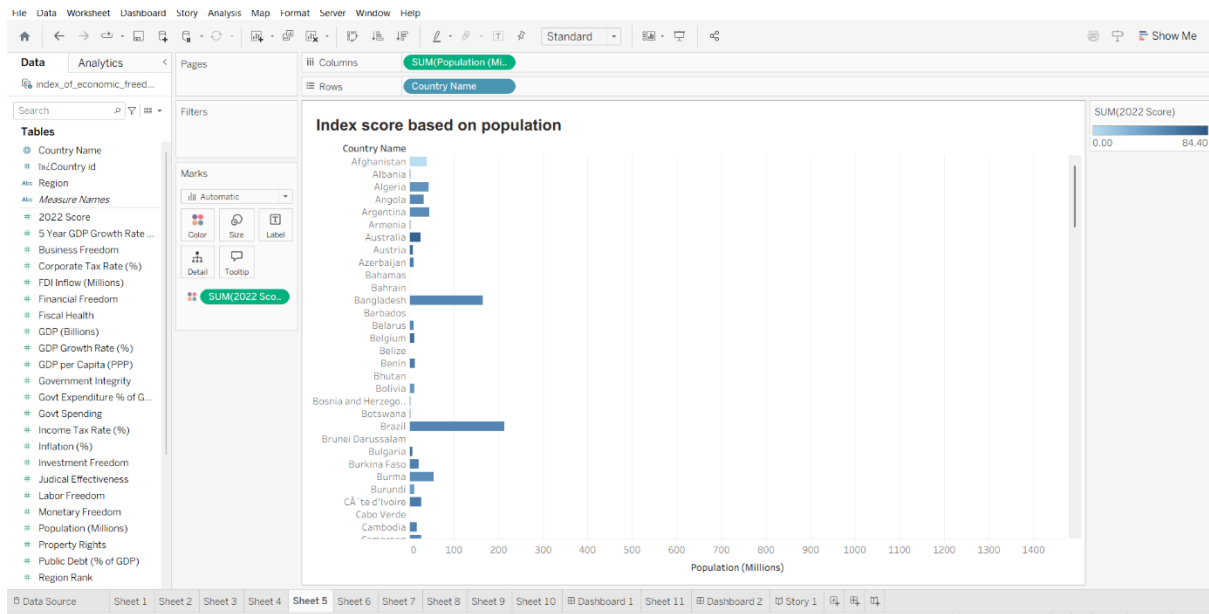 File Data Worksheet Dashboard Story Analysis Map Format Server Window Help
Standard
Show Me
Data Analytics
index_of_economic_freed...
Search
Tables
Country Name
Country id
Abc Region
Abc Measure Names
# 2022 Score
# 5 Year GDP Growth Rate ...
# Business Freedom
# Corporate Tax Rate (%)
# FDI Inflow (Millions)
# Financial Freedom
# Fiscal Health
# GDP (Billions)
# GDP Growth Rate (%)
# GDP per Capita (PPP)
# Government Integrity
# Govt Expenditure % of G...
# Govt Spending
# Income Tax Rate (%)
# Inflation (%)
# Investment Freedom
# Judical Effectiveness
# Labor Freedom
# Monetary Freedom
# Population (Millions)
# Property Rights
# Public Debt (% of GDP)
# Region Rank
Pages
Filters
Marks
Automatic
Color Size Label
Detail Tooltip
SUM(2022 Sco..
Columns SUM(Population (Mi..
Rows Country Name
Index score based on population
Country Name
Afghanistan
Albania
Algeria
Angola
Argentina
Armenia
Australia
Austria
Azerbaijan
Bahamas
Bahrain
Bangladesh
Barbados
Belarus
Belgium
Belize
Benin
Bhutan
Bolivia
Bosnia and Herzego..
Botswana
Brazil
Brunei Darussalam
Bulgaria
Burkina Faso
Burma
Burundi
CÃ´te d'Ivoire
Cabo Verde
Cambodia
Cameroon
0 100 200 300 400 500 600 700 800 900 1000 1100 1200 1300 1400
Population (Millions)
SUM(2022 Score)
0.00 84.40
Data Source Sheet 1 Sheet 2 Sheet 3 Sheet 4 Sheet 5 Sheet 6 Sheet 7 Sheet 8 Sheet 9 Sheet 10 Dashboard 1 Sheet 11 Dashboard 2 Story 1